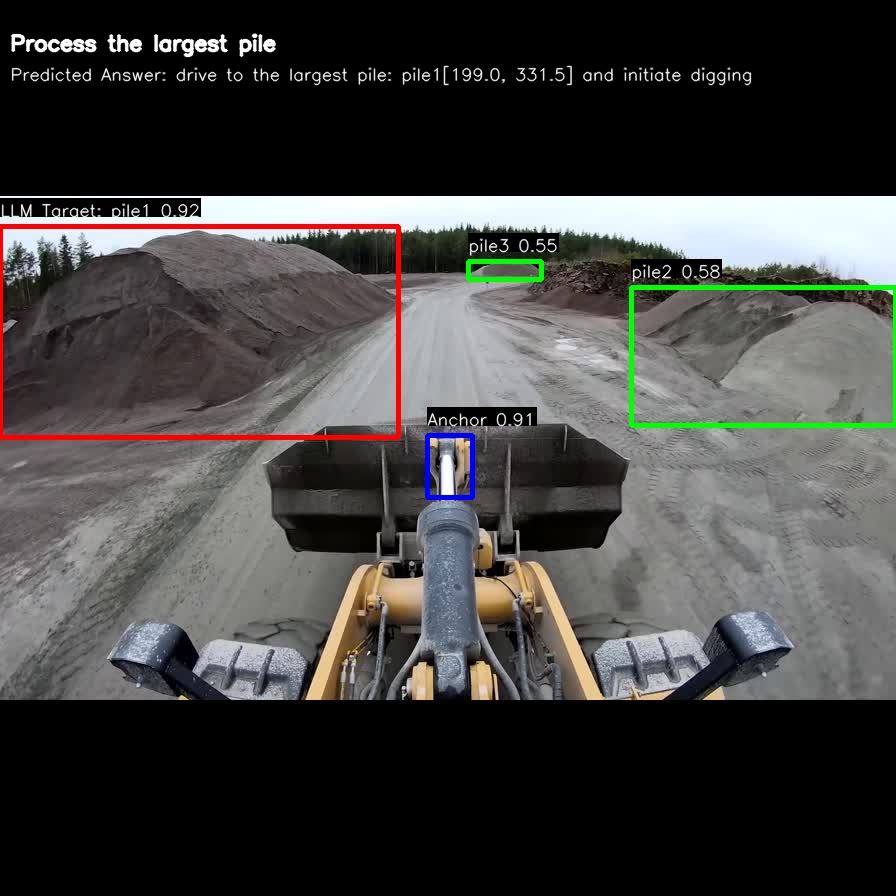 Process the largest pile
Predicted Answer: drive to the largest pile: pile1[199.0, 331.5] and initiate digging
LLM Target: pile1 0.92
pile3 0.55
pile2 0.58
Anchor 0.91